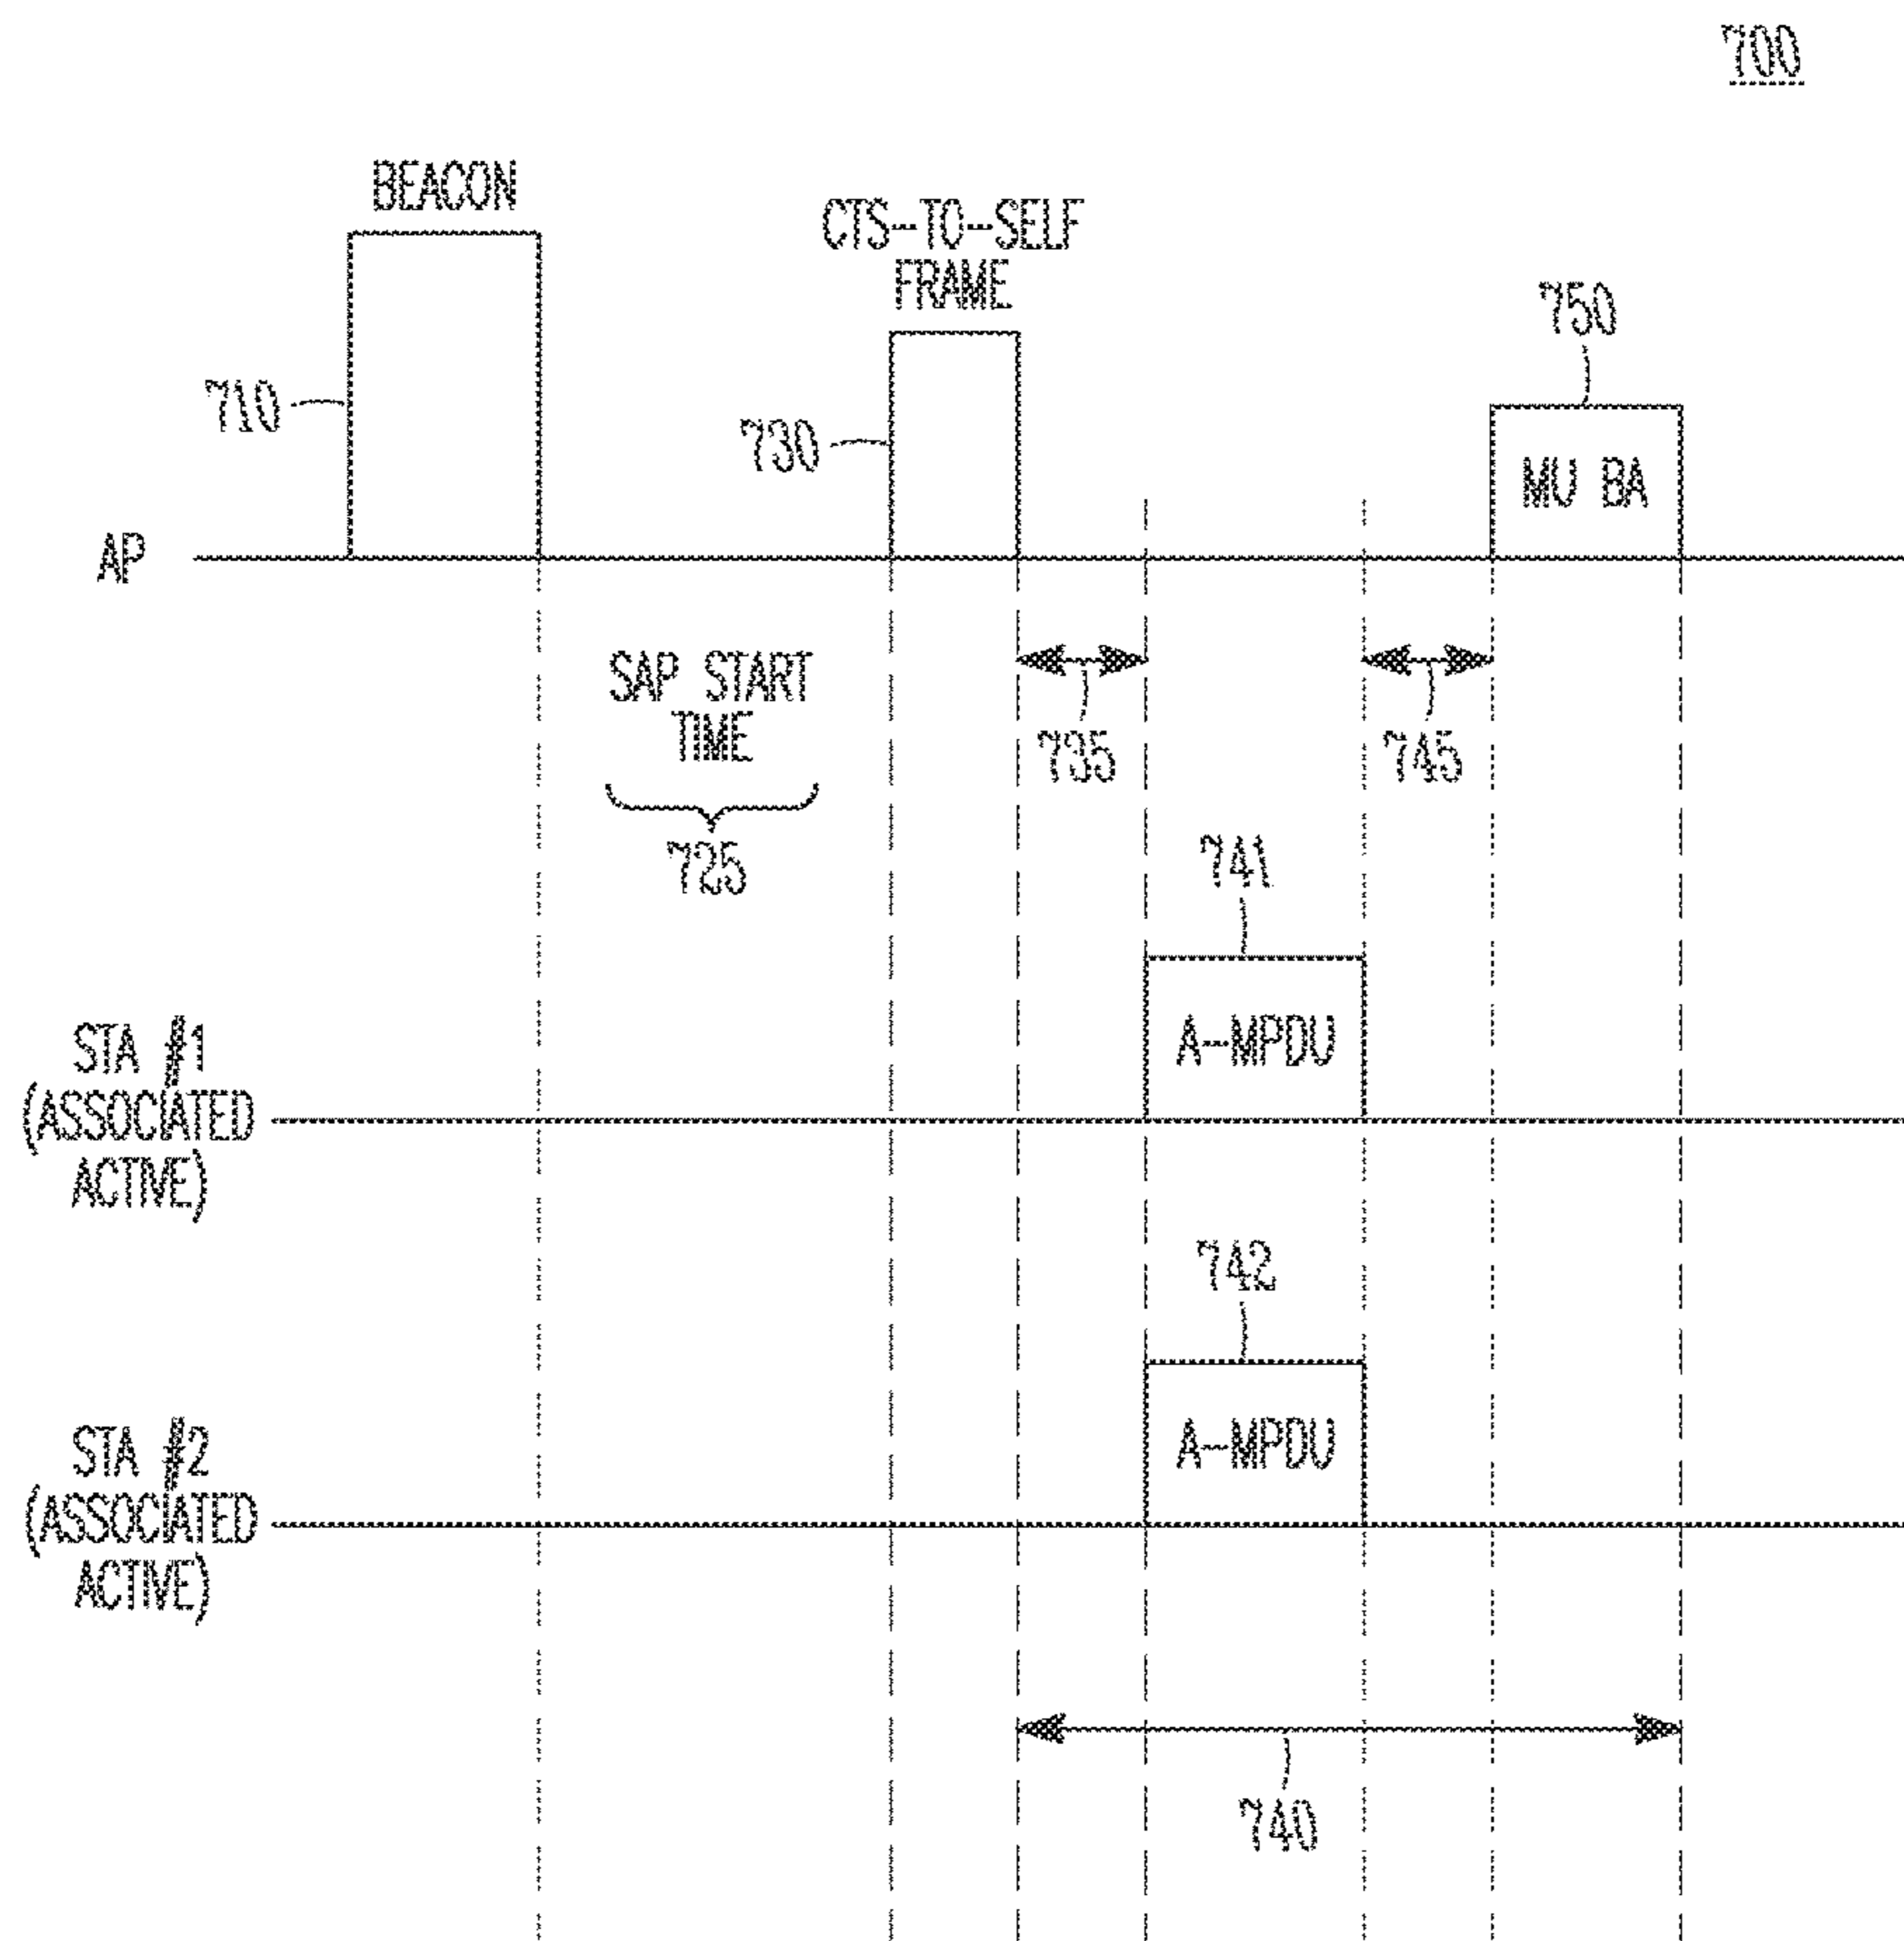 700
BEACON
CTS-TO-SELF
FRAME
750
710
730
MU BA
AP
SAP START
TIME
735
745
725
741
STA #1
(ASSOCIATED
ACTIVE)
A-MPDU
742
STA #2
(ASSOCIATED
ACTIVE)
A-MPDU
740